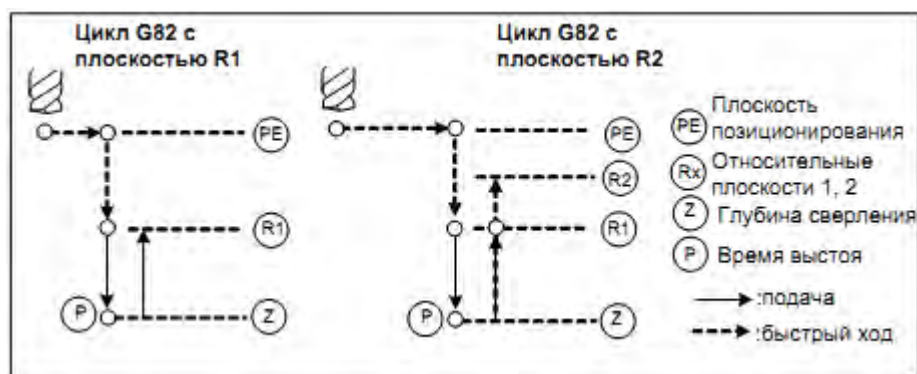 Цикл G82 с
плоскостью R1
Цикл G82 с
плоскостью R2
PE
R1
P
Z
PE
R2
R1
P
Z
PE Плоскость
позиционирования
Rx Относительные
плоскости 1, 2
Z Глубина сверления
P Время выстоя
:подача
:быстрый ход